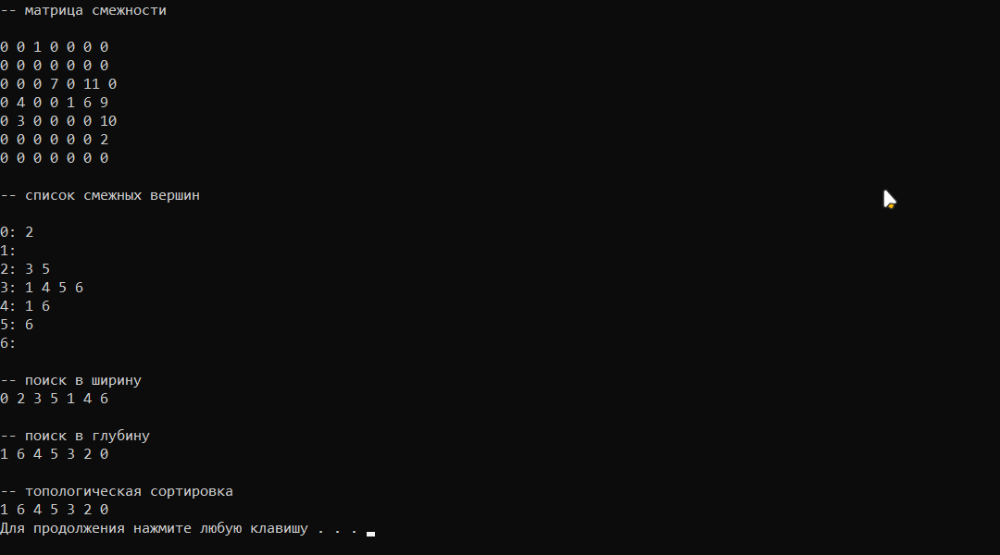 -- матрица смежности
0 0 1 0 0 0 0
0 0 0 0 0 0 0
0 0 0 7 0 11 0
0 4 0 0 1 6 9
0 3 0 0 0 0 10
0 0 0 0 0 0 2
0 0 0 0 0 0 0
-- список смежных вершин
0: 2
1:
2: 3 5
3: 1 4 5 6
4: 1 6
5: 6
6:
-- поиск в ширину
0 2 3 5 1 4 6
-- поиск в глубину
1 6 4 5 3 2 0
-- топологическая сортировка
1 6 4 5 3 2 0
Для продолжения нажмите любую клавишу . . .